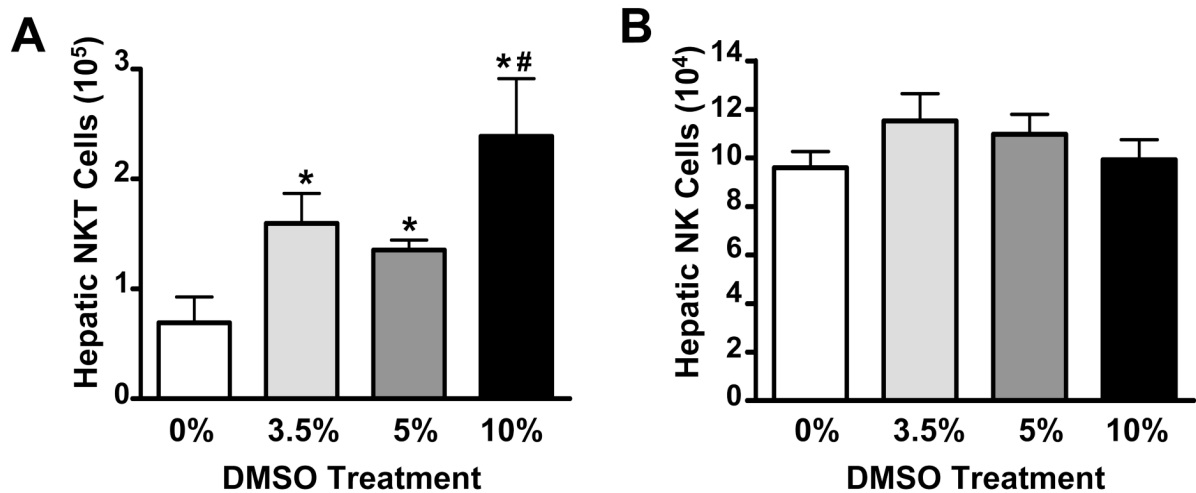 A
Hepatic NKT Cells (10⁵)
3
2
1
0
*
*
*#
0% 3.5% 5% 10%
DMSO Treatment
B
Hepatic NK Cells (10⁴)
14
12
10
8
6
4
2
0
0% 3.5% 5% 10%
DMSO Treatment